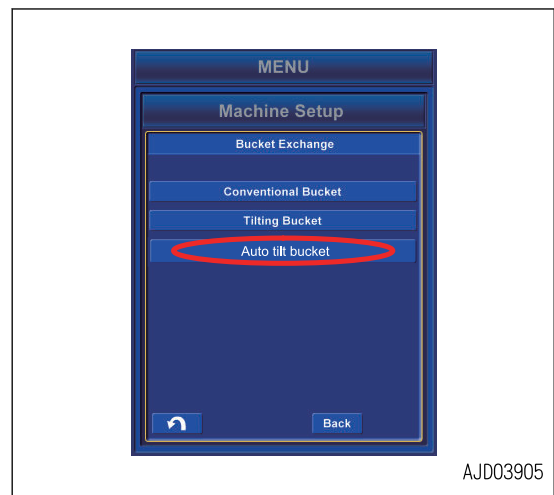 MENU
Machine Setup
Bucket Exchange
Conventional Bucket
Tilting Bucket
Auto tilt bucket
Back
AJD03905